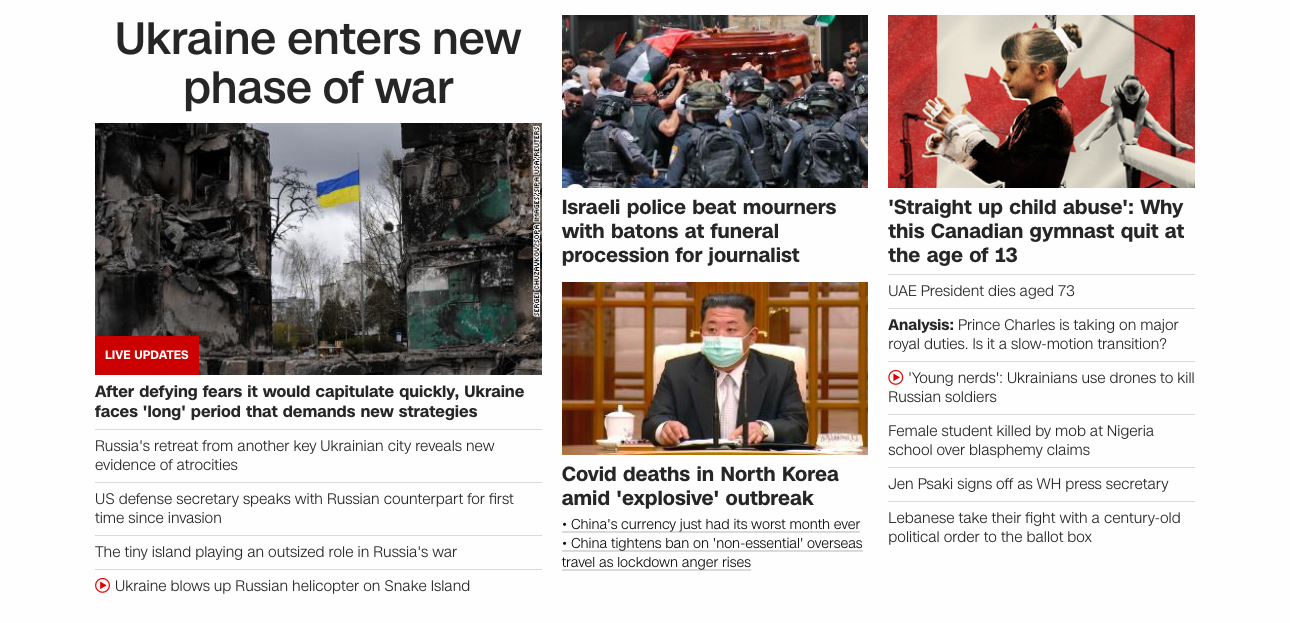 Ukraine enters new
phase of war
SERGEI CHUZAVKOV/SOPA IMAGES/SIPA USA/REUTERS
LIVE UPDATES
After defying fears it would capitulate quickly, Ukraine
faces 'long' period that demands new strategies
Russia's retreat from another key Ukrainian city reveals new
evidence of atrocities
US defense secretary speaks with Russian counterpart for first
time since invasion
The tiny island playing an outsized role in Russia's war
Ukraine blows up Russian helicopter on Snake Island
Israeli police beat mourners
with batons at funeral
procession for journalist
Covid deaths in North Korea
amid 'explosive' outbreak
• China's currency just had its worst month ever
• China tightens ban on 'non-essential' overseas
travel as lockdown anger rises
'Straight up child abuse': Why
this Canadian gymnast quit at
the age of 13
UAE President dies aged 73
Analysis: Prince Charles is taking on major
royal duties. Is it a slow-motion transition?
'Young nerds': Ukrainians use drones to kill
Russian soldiers
Female student killed by mob at Nigeria
school over blasphemy claims
Jen Psaki signs off as WH press secretary
Lebanese take their fight with a century-old
political order to the ballot box